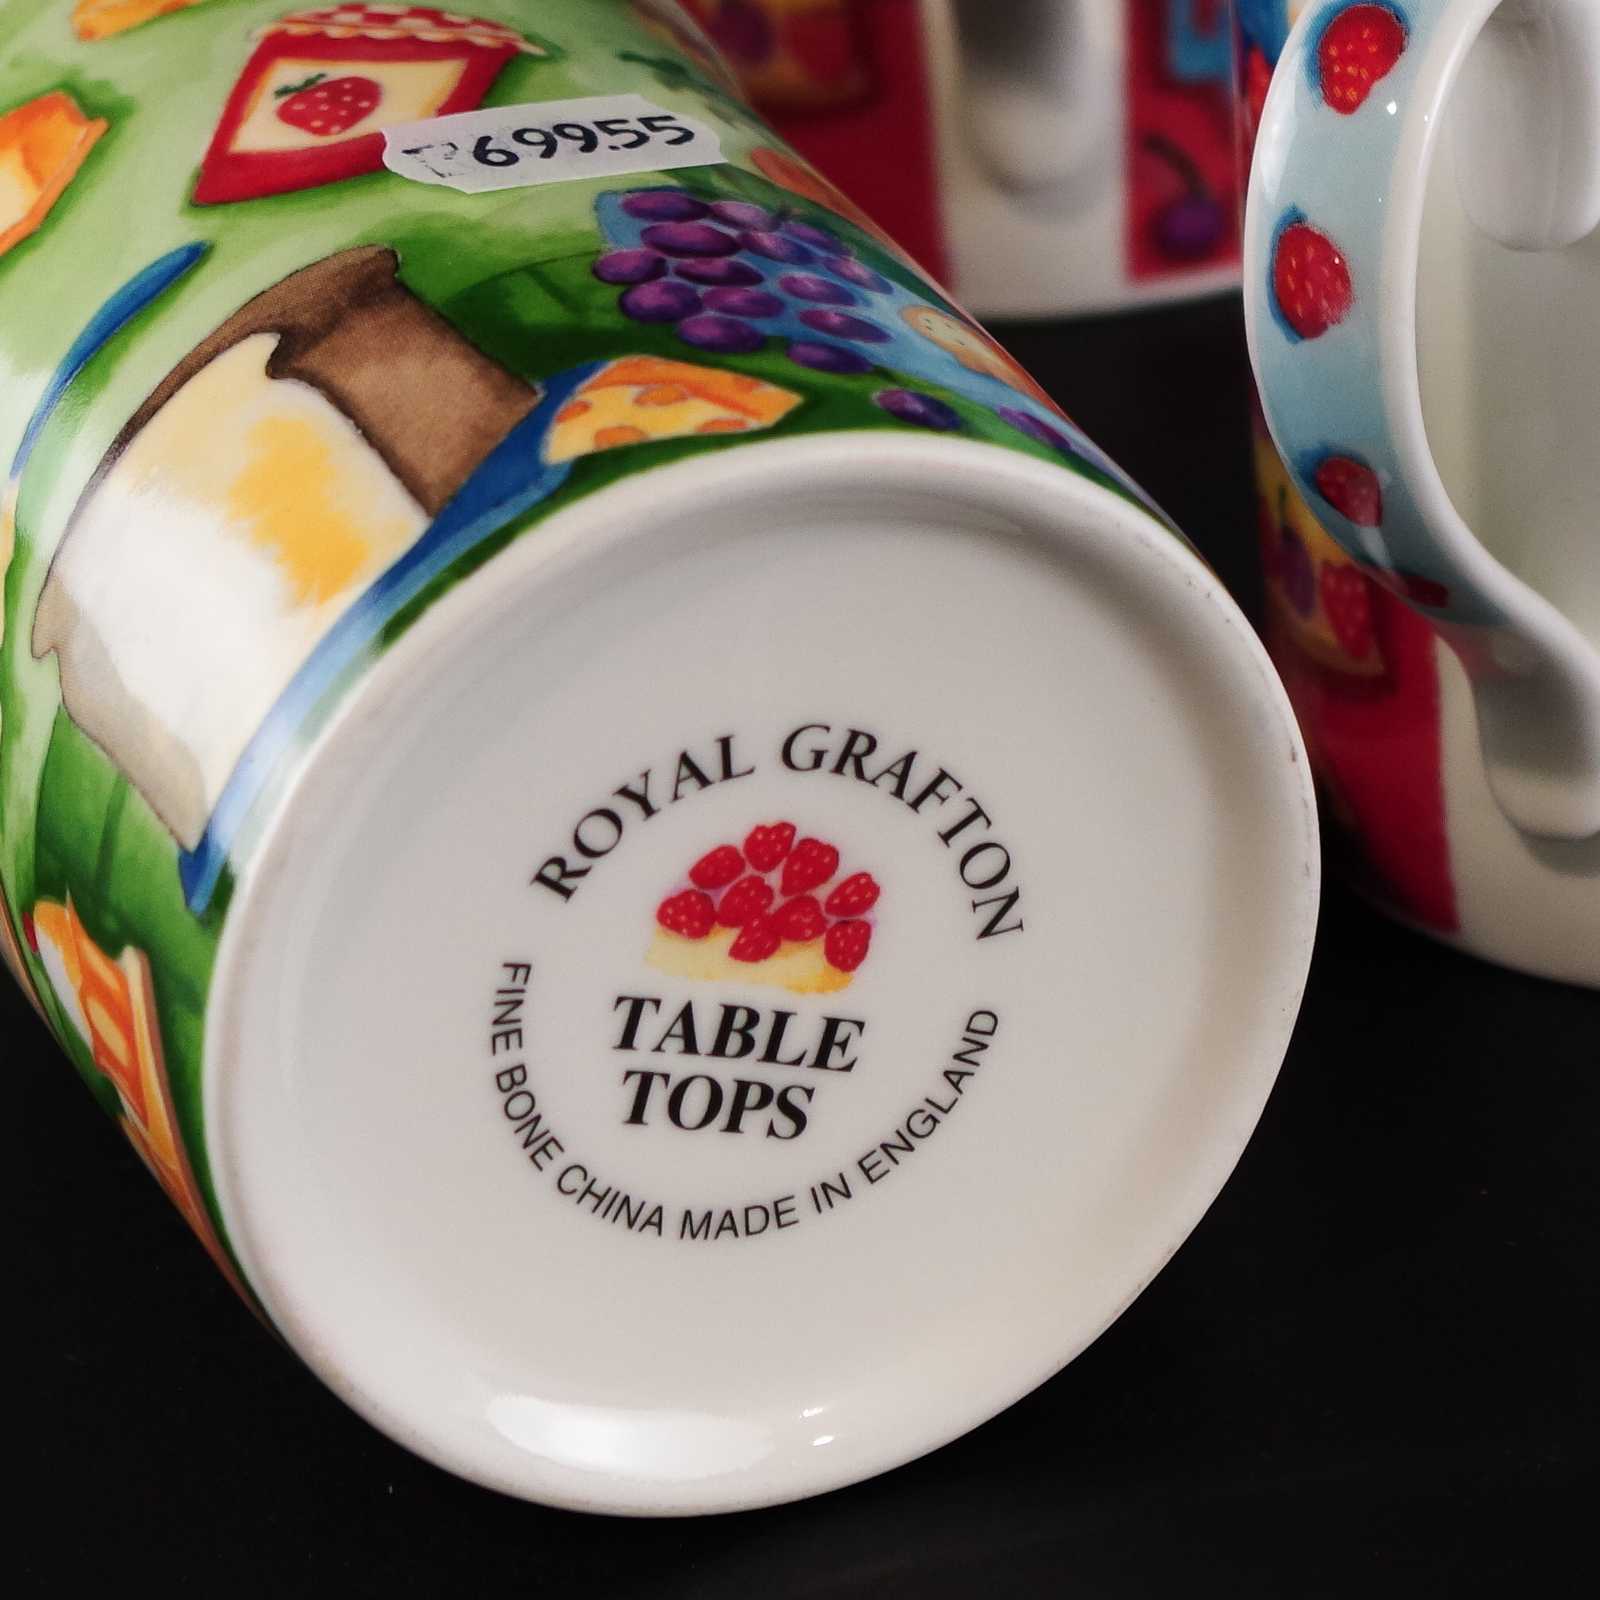 69955
ROYAL GRAFTON
TABLE
TOPS
FINE BONE CHINA MADE IN ENGLAND